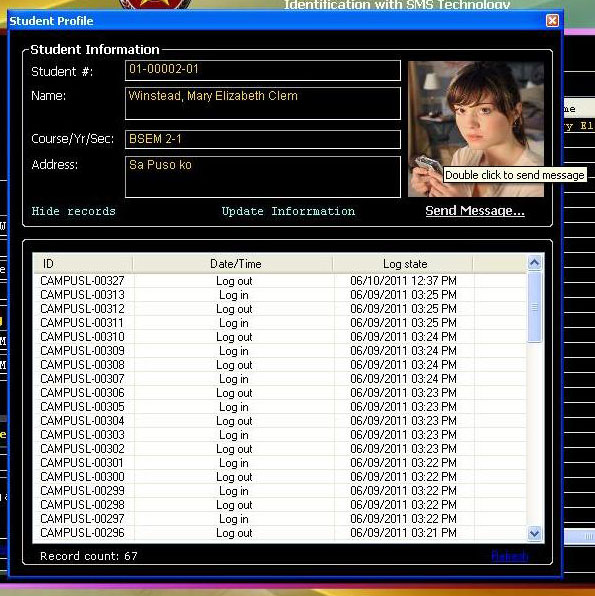 Identification with SMS Technology
Student Profile
Student Information
Student #: 01-00002-01
Name: Winstead, Mary Elizabeth Clem
Course/Yr/Sec: BSEM 2-1
Address: Sa Puso ko
Double click to send message
Hide records Update Inforrmation Send Message...
ID Date/Time Log state
CAMPUSL-00327 Log out 06/10/2011 12:37 PM
CAMPUSL-00313 Log in 06/09/2011 03:25 PM
CAMPUSL-00312 Log out 06/09/2011 03:25 PM
CAMPUSL-00311 Log in 06/09/2011 03:25 PM
CAMPUSL-00310 Log out 06/09/2011 03:24 PM
CAMPUSL-00309 Log in 06/09/2011 03:24 PM
CAMPUSL-00308 Log out 06/09/2011 03:24 PM
CAMPUSL-00307 Log in 06/09/2011 03:24 PM
CAMPUSL-00306 Log out 06/09/2011 03:23 PM
CAMPUSL-00305 Log in 06/09/2011 03:23 PM
CAMPUSL-00304 Log out 06/09/2011 03:23 PM
CAMPUSL-00303 Log in 06/09/2011 03:23 PM
CAMPUSL-00302 Log out 06/09/2011 03:23 PM
CAMPUSL-00301 Log in 06/09/2011 03:22 PM
CAMPUSL-00300 Log out 06/09/2011 03:22 PM
CAMPUSL-00299 Log in 06/09/2011 03:22 PM
CAMPUSL-00298 Log out 06/09/2011 03:22 PM
CAMPUSL-00297 Log in 06/09/2011 03:22 PM
CAMPUSL-00296 Log out 06/09/2011 03:21 PM
Record count: 67